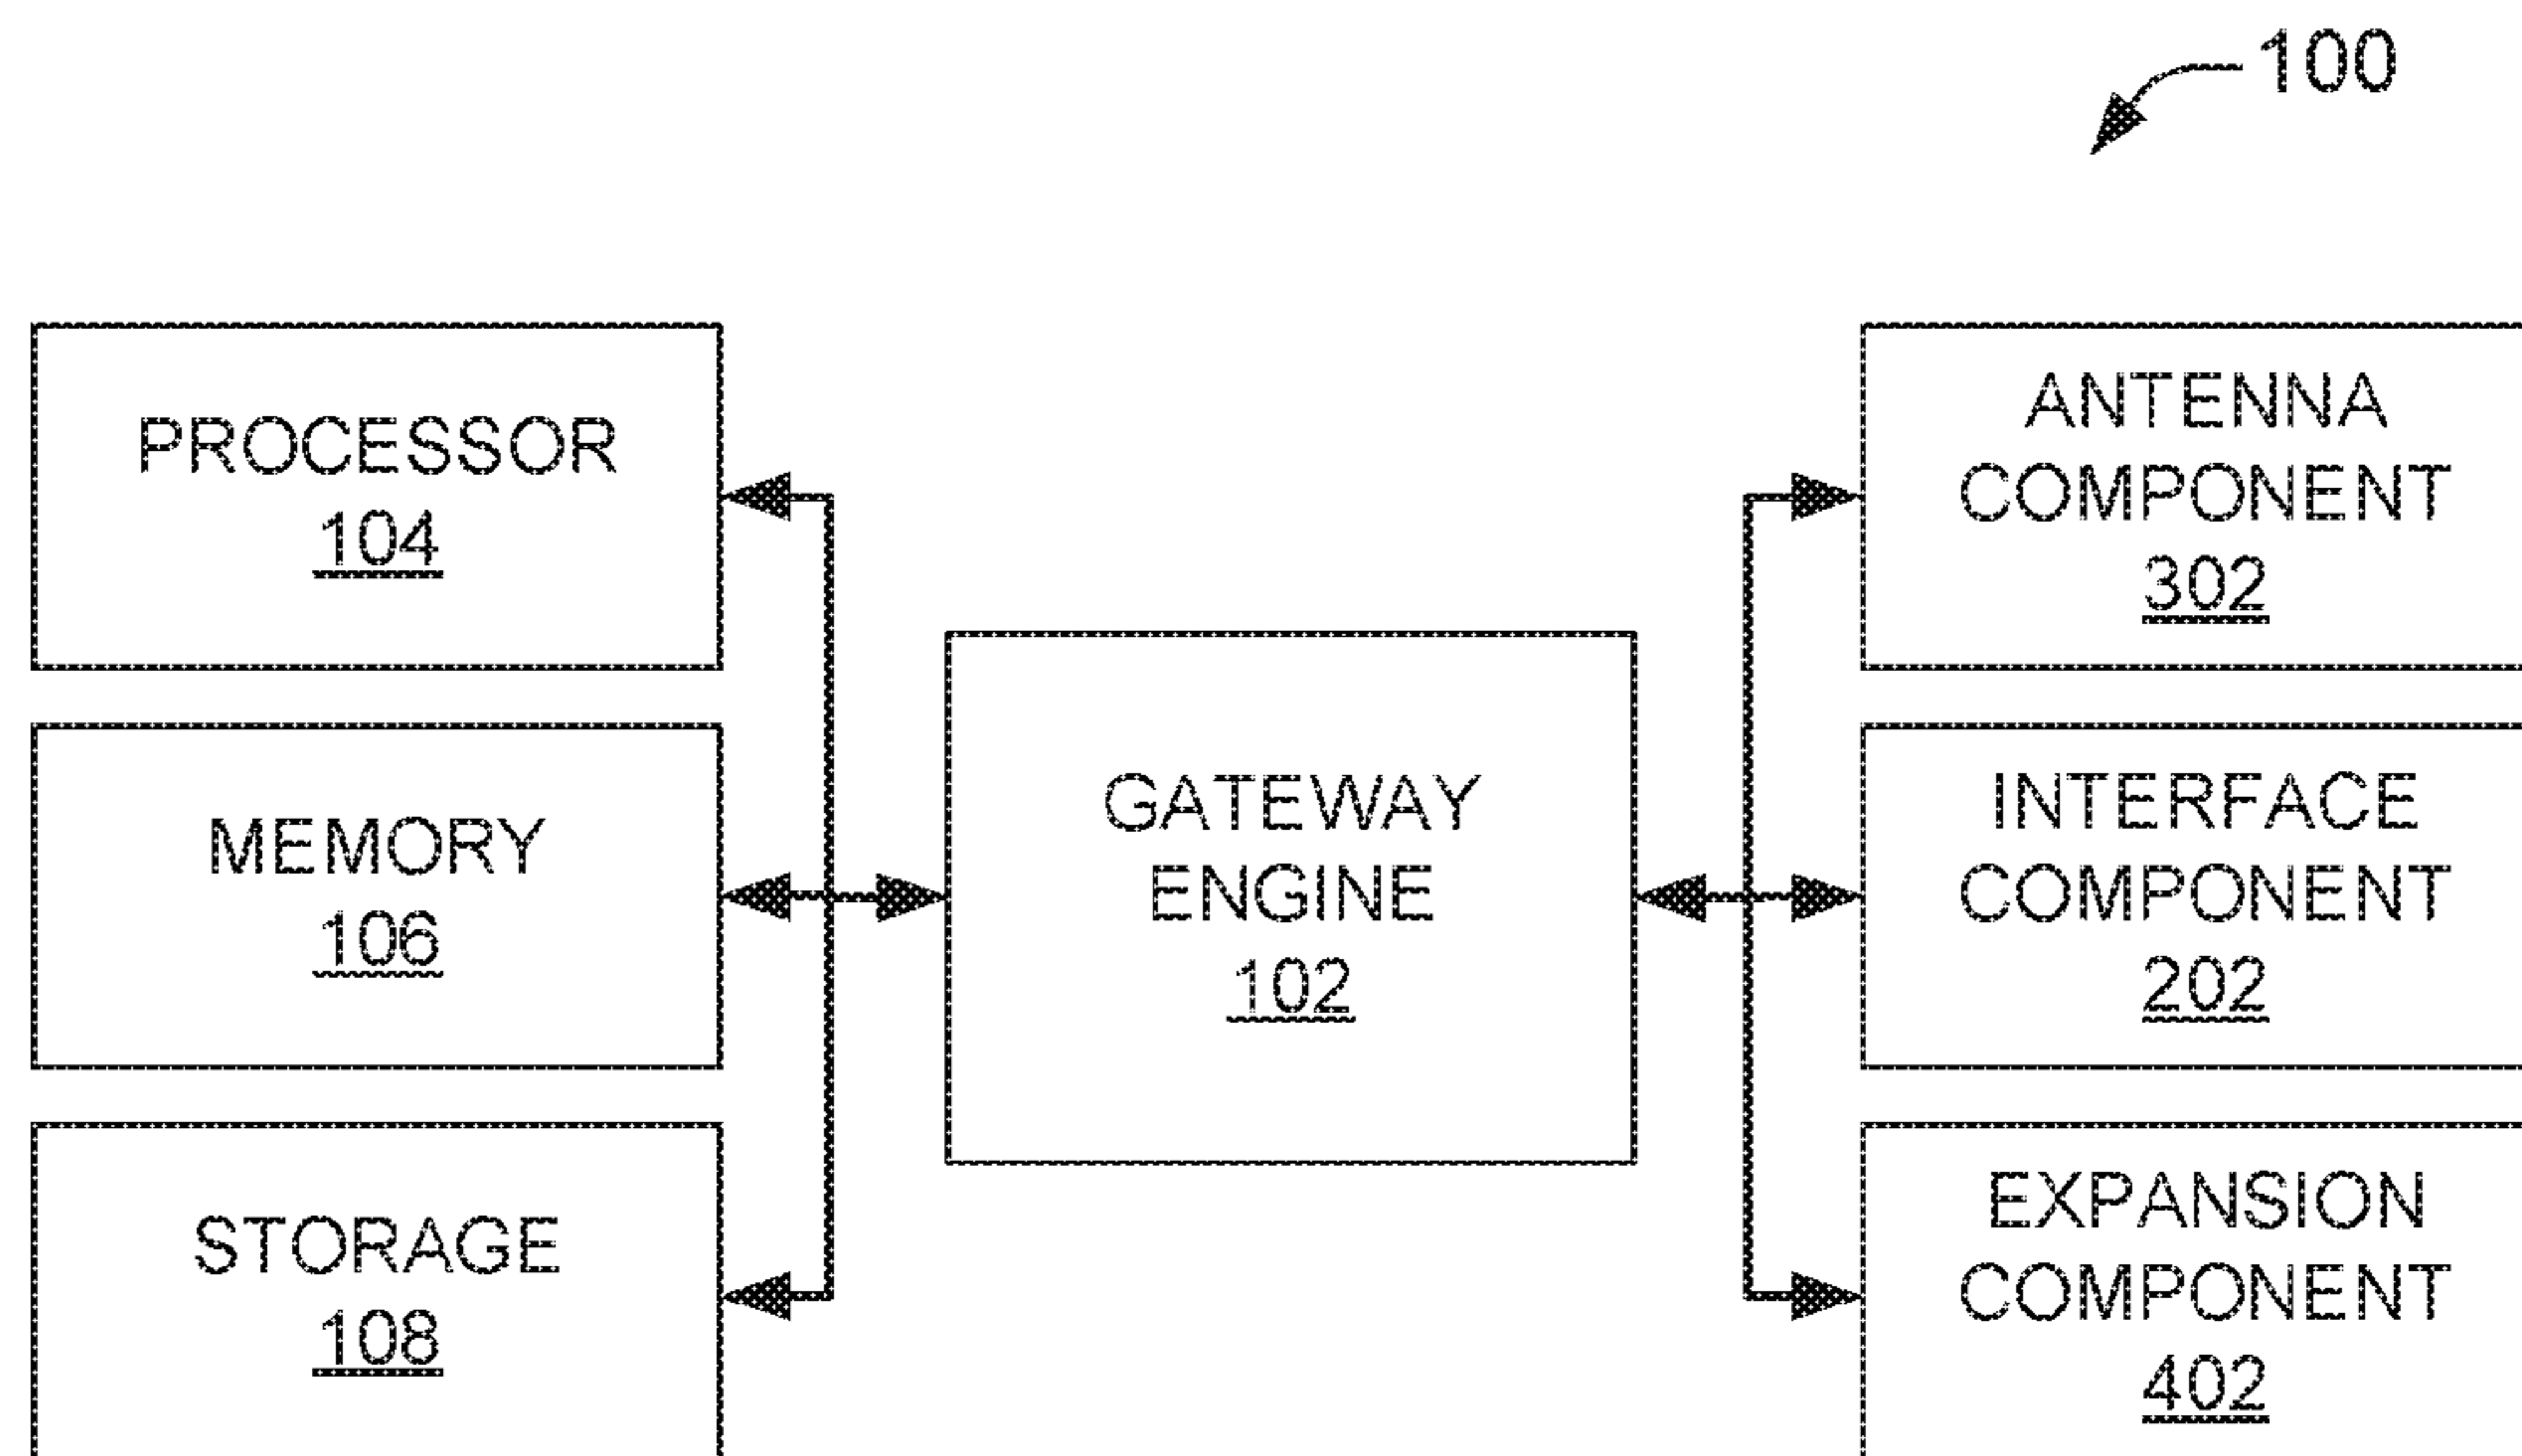 100
PROCESSOR
104
MEMORY
106
STORAGE
108
GATEWAY
ENGINE
102
ANTENNA
COMPONENT
302
INTERFACE
COMPONENT
202
EXPANSION
COMPONENT
402